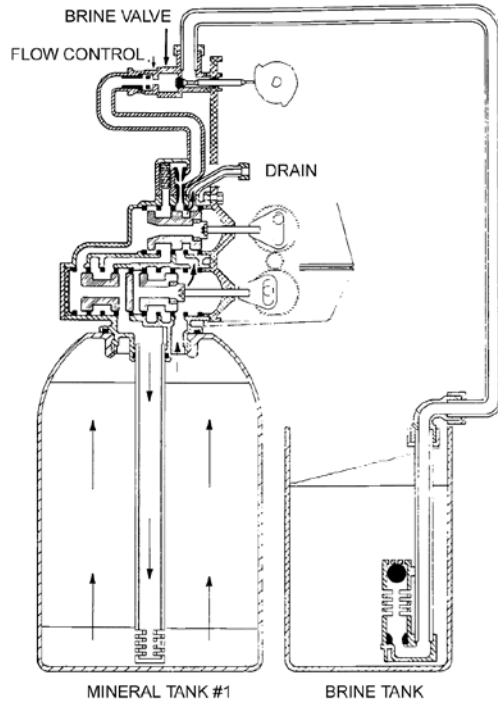 BRINE VALVE
FLOW CONTROL
DRAIN
MINERAL TANK #1
BRINE TANK